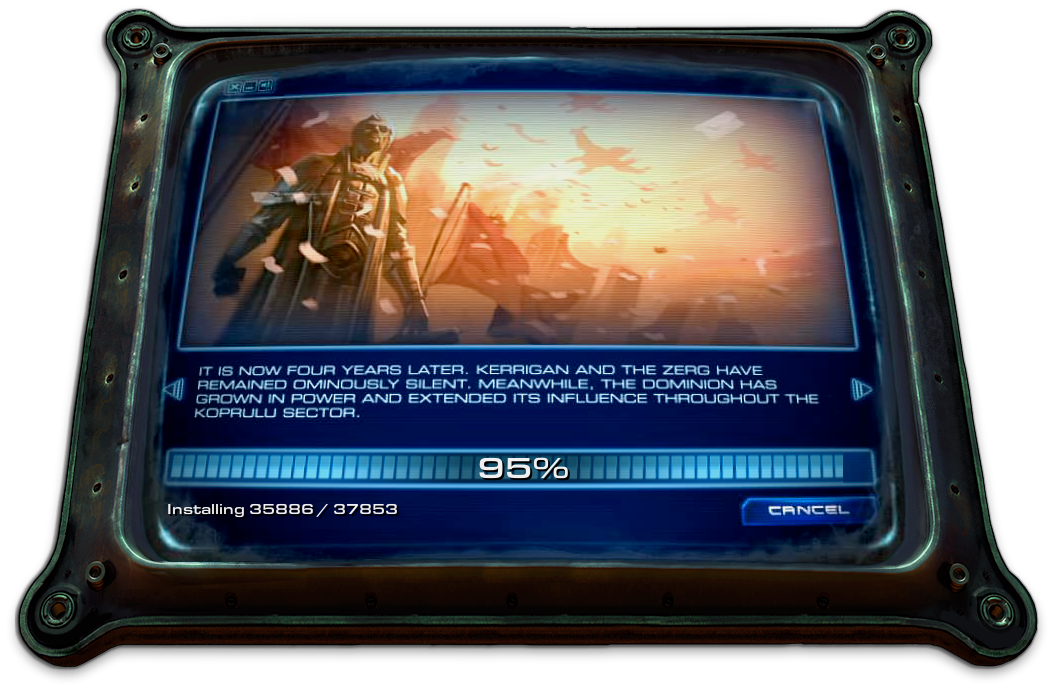 IT IS NOW FOUR YEARS LATER. KERRIGAN AND THE ZERG HAVE
REMAINED OMINOUSLY SILENT. MEANWHILE, THE DOMINION HAS
GROWN IN POWER AND EXTENDED ITS INFLUENCE THROUGHOUT THE
KOPRULU SECTOR.
95%
Installing 35886 / 37853
CANCEL